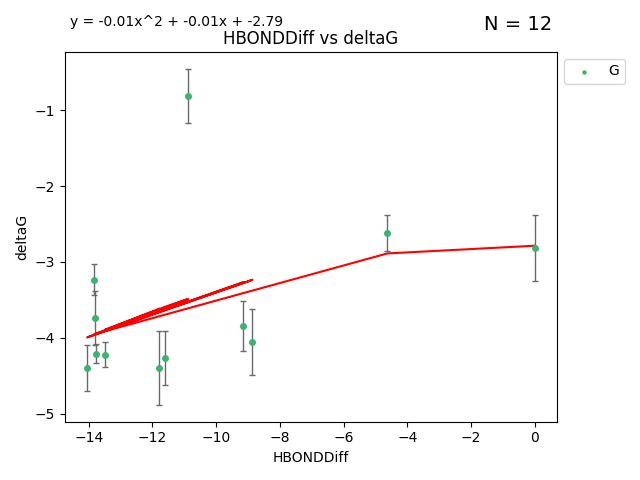 y = -0.01x^2 + -0.01x + -2.79
N = 12
HBONDDiff vs deltaG
G
−1
−2
−3
−4
−5
deltaG
−14
−12
−10
−8
−6
−4
−2
0
HBONDDiff